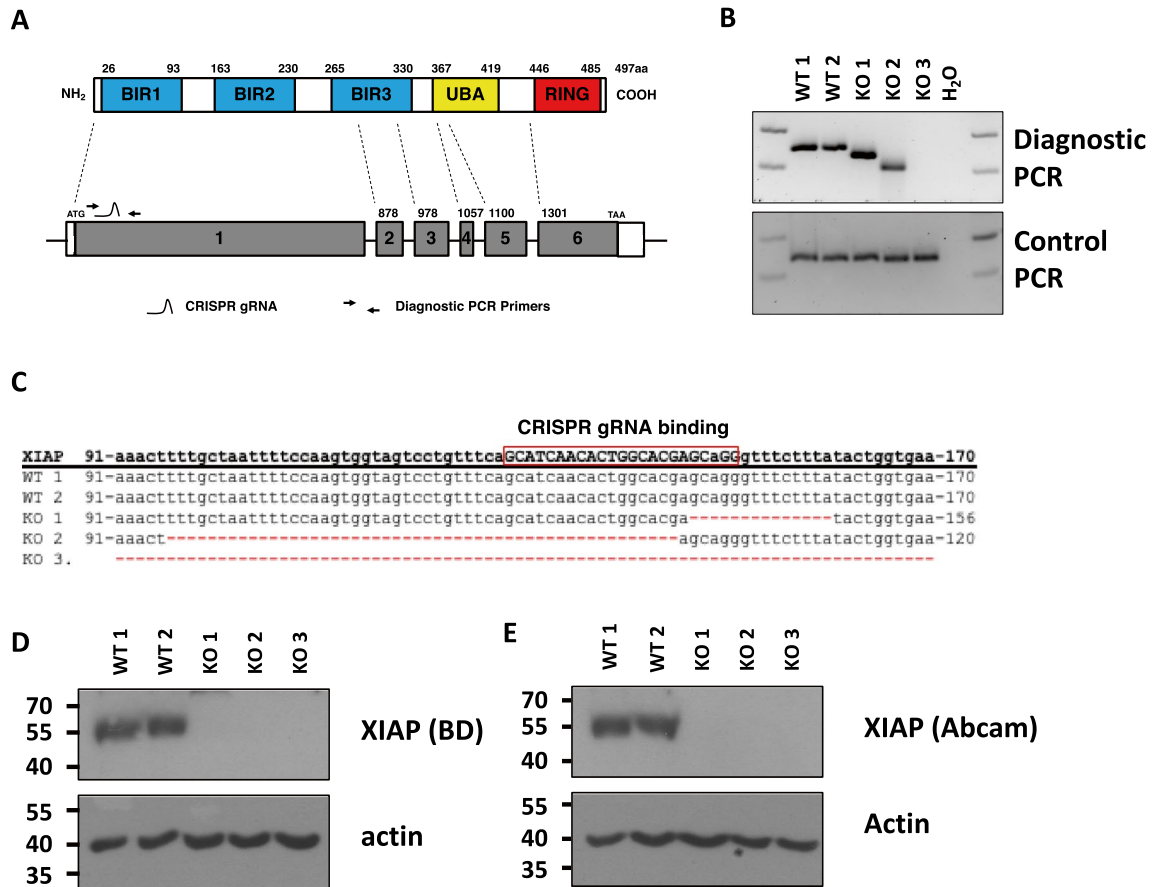 A
26 93 163 230 265 330 367 419 446 485 497aa
NH2 BIR1 BIR2 BIR3 UBA RING COOH
ATG 878 978 1057 1100 1301 TAA
1 2 3 4 5 6
CRISPR gRNA Diagnostic PCR Primers
B
WT 1 WT 2 KO 1 KO 2 KO 3 H2O
Diagnostic
PCR
Control
PCR
C
CRISPR gRNA binding
XIAP 91-aaacttttgctaattttccaagtggtagtcctgtttcaGCATCAACACTGGCACGAGCaGGgtttctttatactggtgaa-170
WT 1 91-aaacttttgctaattttccaagtggtagtcctgtttcagcatcaacactggcacgagcagggtttctttatactggtgaa-170
WT 2 91-aaacttttgctaattttccaagtggtagtcctgtttcagcatcaacactggcacgagcagggtttctttatactggtgaa-170
KO 1 91-aaacttttgctaattttccaagtggtagtcctgtttcagcatcaacactggcacga--------------tactggtgaa-156
KO 2 91-aaact--------------------------------------------------agcagggtttctttatactggtgaa-120
KO 3. --------------------------------------------------------------------------------
D
WT 1 WT 2 KO 1 KO 2 KO 3
70
55
40
XIAP (BD)
55
40
35
actin
E
WT 1 WT 2 KO 1 KO 2 KO 3
70
55
40
XIAP (Abcam)
55
40
35
Actin